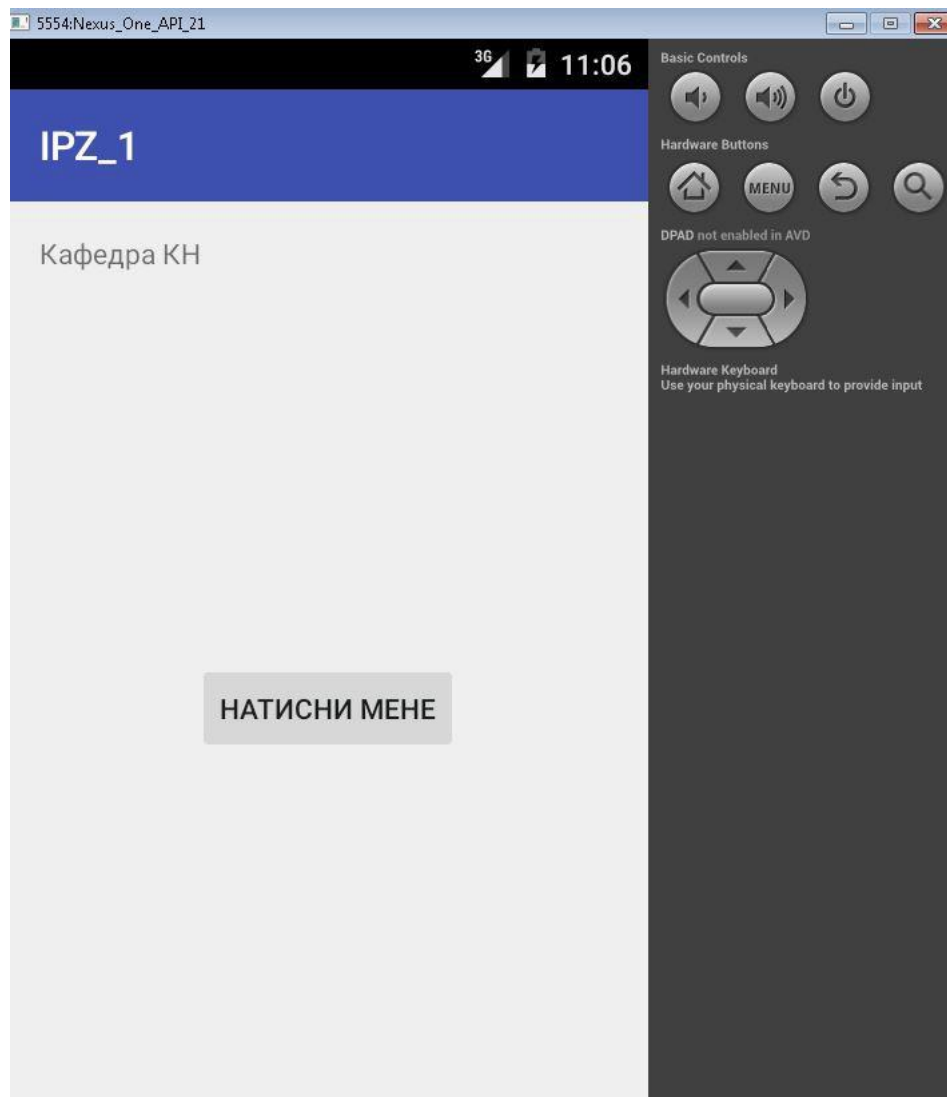 5554:Nexus_One_API_21
3G 11:06
IPZ_1
Кафедра КН
НАТИСНИ МЕНЕ
Basic Controls
Hardware Buttons
MENU
DPAD not enabled in AVD
Hardware Keyboard
Use your physical keyboard to provide input